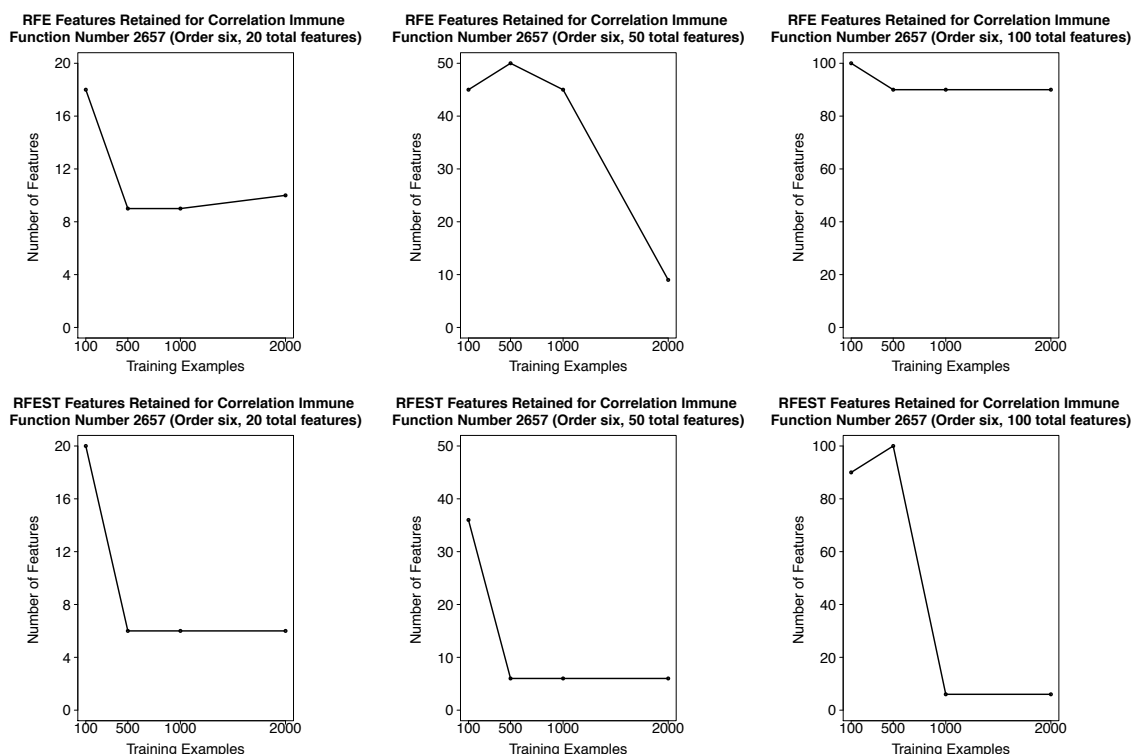 RFE Features Retained for Correlation Immune
Function Number 2657 (Order six, 20 total features)
Number of Features
20
16
12
8
4
0
100 500 1000 2000
Training Examples
RFE Features Retained for Correlation Immune
Function Number 2657 (Order six, 50 total features)
Number of Features
50
40
30
20
10
0
100 500 1000 2000
Training Examples
RFE Features Retained for Correlation Immune
Function Number 2657 (Order six, 100 total features)
Number of Features
100
80
60
40
20
0
100 500 1000 2000
Training Examples
RFEST Features Retained for Correlation Immune
Function Number 2657 (Order six, 20 total features)
Number of Features
20
16
12
8
4
0
100 500 1000 2000
Training Examples
RFEST Features Retained for Correlation Immune
Function Number 2657 (Order six, 50 total features)
Number of Features
50
40
30
20
10
0
100 500 1000 2000
Training Examples
RFEST Features Retained for Correlation Immune
Function Number 2657 (Order six, 100 total features)
Number of Features
100
80
60
40
20
0
100 500 1000 2000
Training Examples